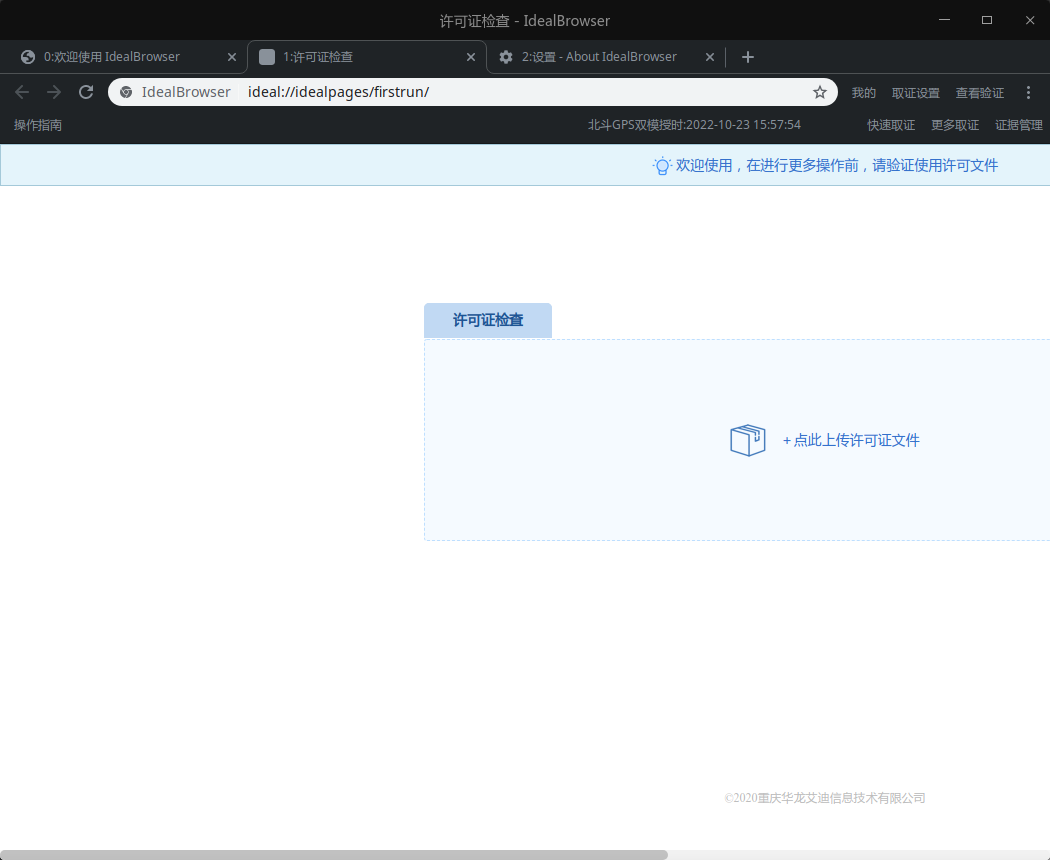 许可证检查 - IdealBrowser
0:欢迎使用 IdealBrowser
1:许可证检查
2:设置 - About IdealBrowser
IdealBrowser ideal://idealpages/firstrun/
我的 取证设置 查看验证
操作指南
北斗GPS双模授时:2022-10-23 15:57:54
快速取证 更多取证 证据管理
欢迎使用，在进行更多操作前，请验证使用许可文件
许可证检查
+ 点此上传许可证文件
©2020重庆华龙艾迪信息技术有限公司